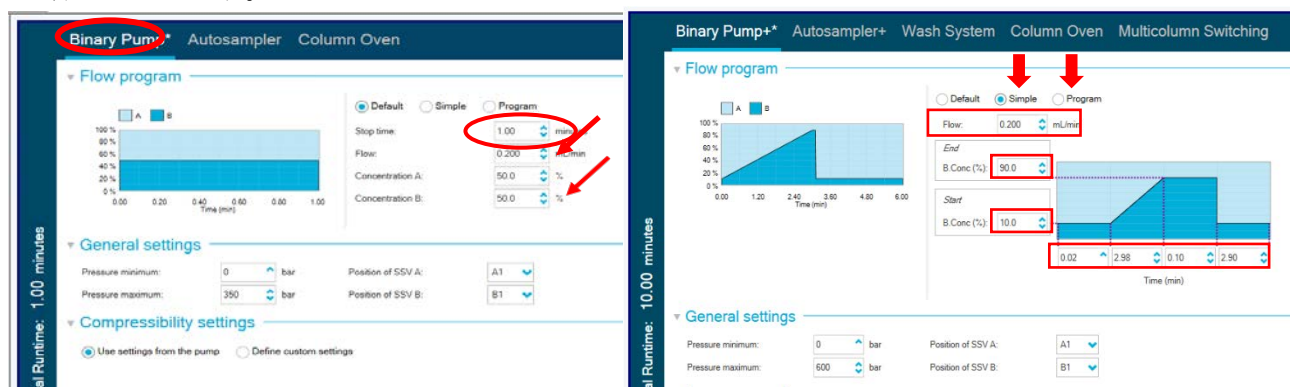 Binary Pump* Autosampler Column Oven
Flow program
A B
100 %
80 %
60 %
40 %
20 %
0 %
0.00 0.20 0.40 0.60 0.80 1.00
Time (min)
Default Simple Program
Stop time: 1.00 minutes
Flow: 0.200 mL/min
Concentration A: 50.0 %
Concentration B: 50.0 %
General settings
Pressure minimum: 0 bar Position of SSV A: A1
Pressure maximum: 350 bar Position of SSV B: B1
Compressibility settings
Use settings from the pump Define custom settings
al Runtime: 1.00 minutes
Binary Pump+* Autosampler+ Wash System Column Oven Multicolumn Switching
Flow program
A B
100 %
80 %
60 %
40 %
20 %
0 %
0.00 1.20 2.40 3.60 4.80 6.00
Time (min)
Default Simple Program
Flow: 0.200 mL/min
End
B.Conc (%): 90.0
Start
B.Conc (%): 10.0
0.02 2.98 0.10 2.90
Time (min)
General settings
Pressure minimum: 0 bar Position of SSV A: A1
Pressure maximum: 600 bar Position of SSV B: B1
al Runtime: 10.00 minutes